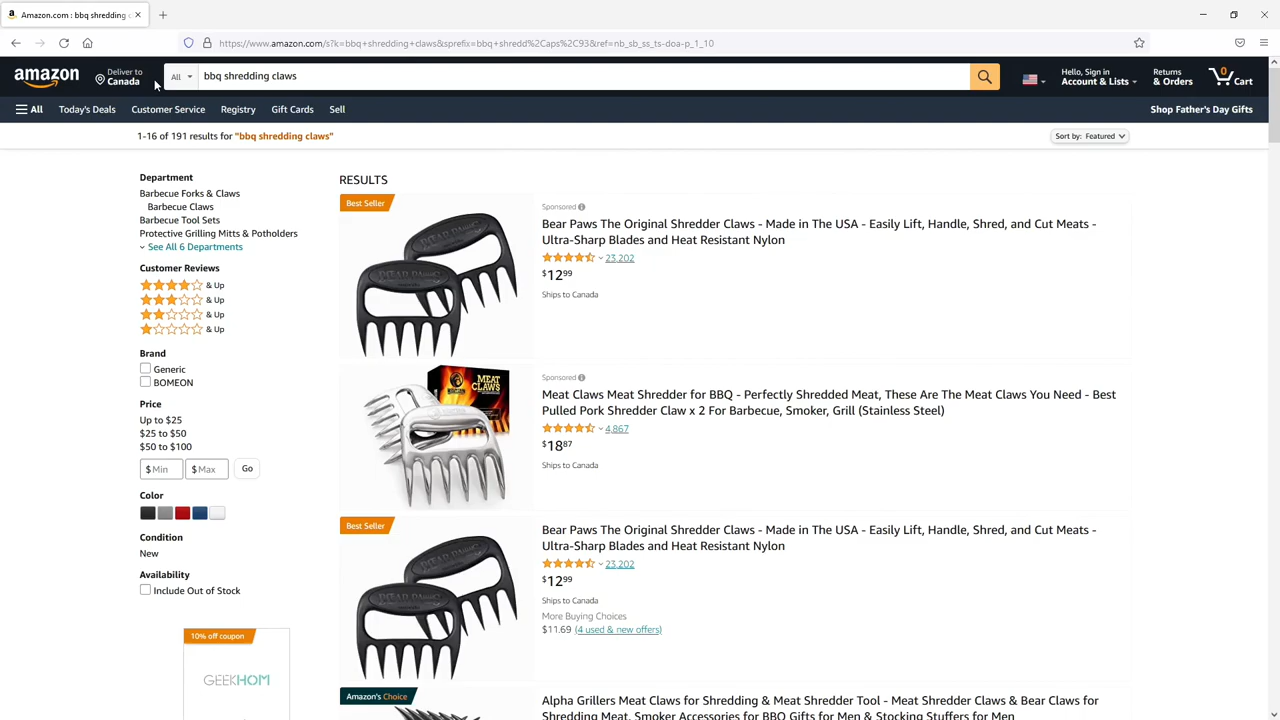 Amazon.com : bbq shredding c
https://www.amazon.com/s?k=bbq+shredding+claws&sprefix=bbq+shredd%2Caps%2C93&ref=nb_sb_ss_ts-doa-p_1_10
amazon
Deliver to
Canada
All
bbq shredding claws
Hello, Sign in
Account & Lists
Returns
& Orders
0
Cart
All
Today's Deals
Customer Service
Registry
Gift Cards
Sell
Shop Father's Day Gifts
1-16 of 191 results for "bbq shredding claws"
Sort by: Featured
Department
Barbecue Forks & Claws
Barbecue Claws
Barbecue Tool Sets
Protective Grilling Mitts & Potholders
See All 6 Departments
Customer Reviews
& Up
& Up
& Up
& Up
Brand
Generic
BOMEON
Price
Up to $25
$25 to $50
$50 to $100
$ Min
$ Max
Go
Color
Condition
New
Availability
Include Out of Stock
10% off coupon
GEEKHOM
RESULTS
Best Seller
BEAR PAWS
Sponsored
Bear Paws The Original Shredder Claws - Made in The USA - Easily Lift, Handle, Shred, and Cut Meats -
Ultra-Sharp Blades and Heat Resistant Nylon
23,202
$12 99
Ships to Canada
MEAT
CLAWS
Sponsored
Meat Claws Meat Shredder for BBQ - Perfectly Shredded Meat, These Are The Meat Claws You Need - Best
Pulled Pork Shredder Claw x 2 For Barbecue, Smoker, Grill (Stainless Steel)
4,867
$18 87
Ships to Canada
Best Seller
BEAR PAWS
Bear Paws The Original Shredder Claws - Made in The USA - Easily Lift, Handle, Shred, and Cut Meats -
Ultra-Sharp Blades and Heat Resistant Nylon
23,202
$12 99
Ships to Canada
More Buying Choices
$11.69 (4 used & new offers)
Amazon's Choice
Alpha Grillers Meat Claws for Shredding & Meat Shredder Tool - Meat Shredder Claws & Bear Claws for
Shredding Meat, Smoker Accessories for BBQ Gifts for Men & Stocking Stuffers for Men